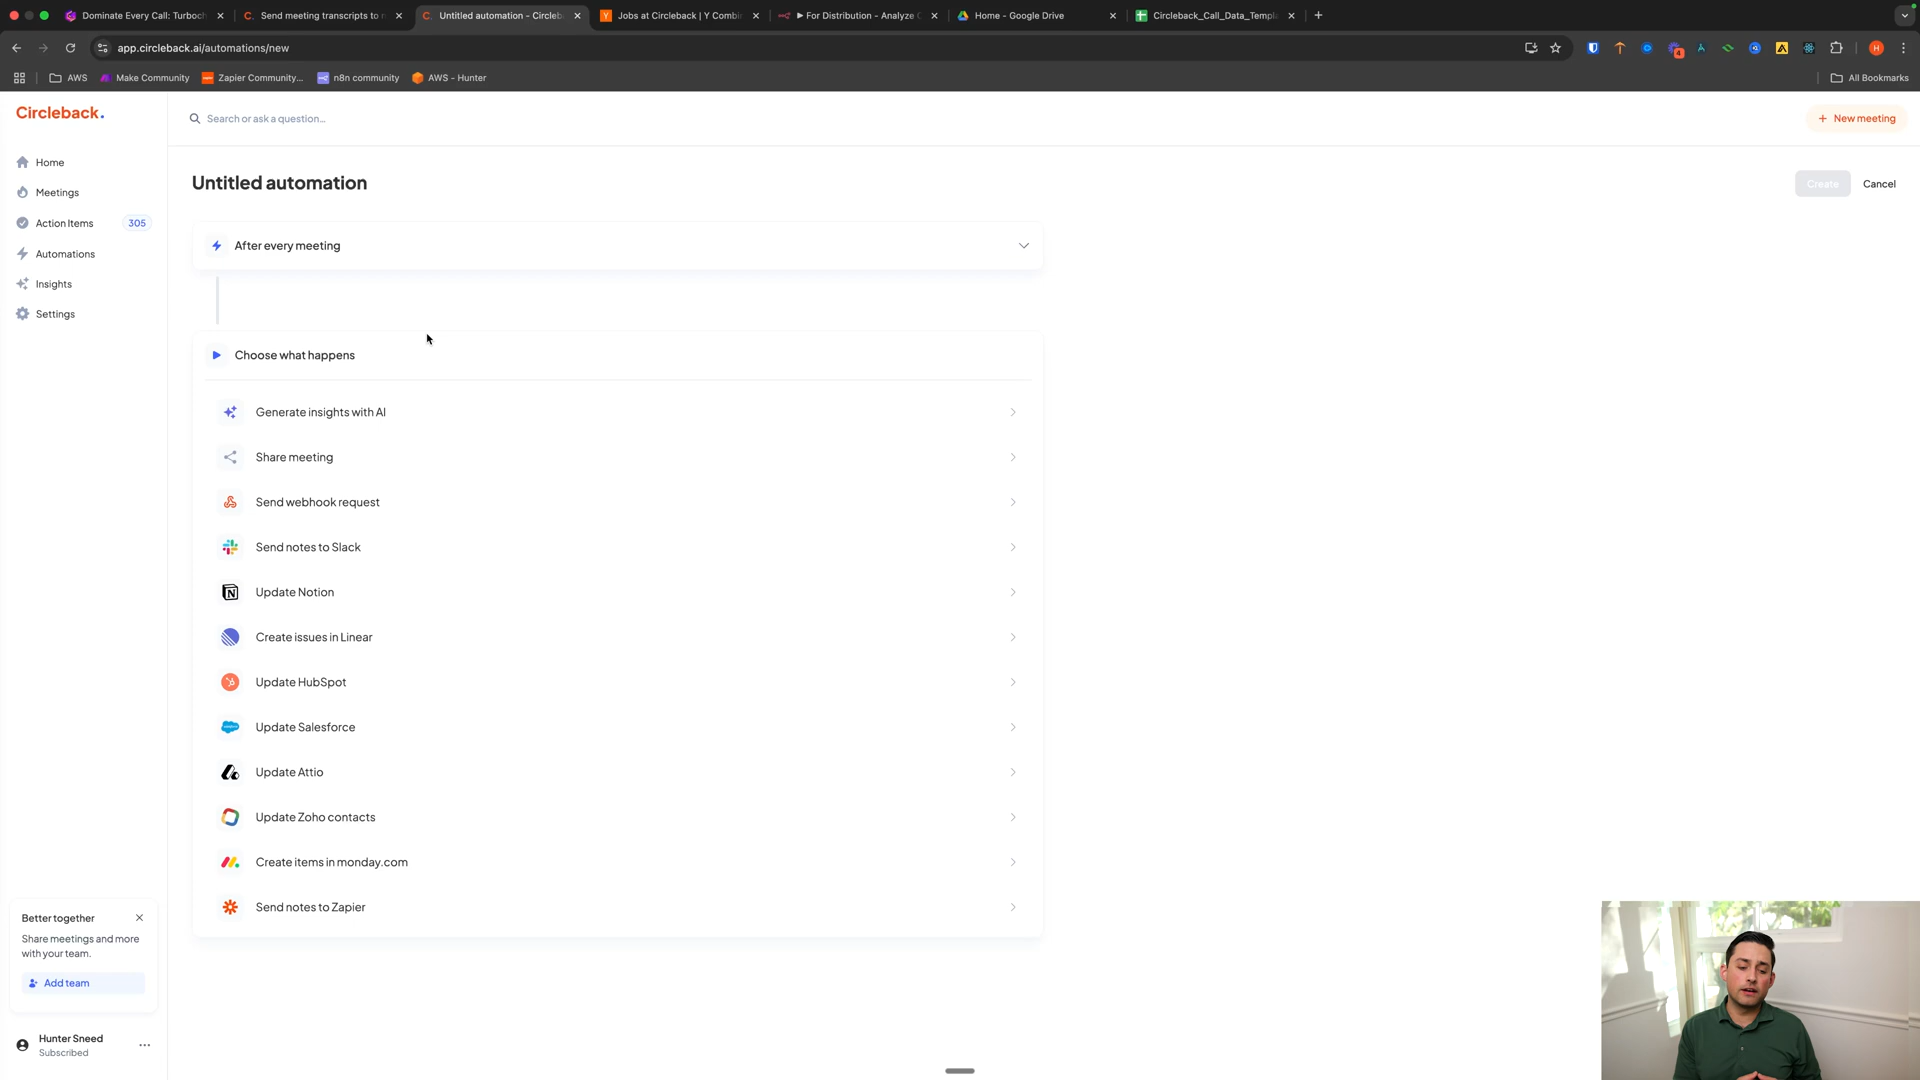 Dominate Every Call: Turboch
Send meeting transcripts to n
Untitled automation - Circleb
Jobs at Circleback | Y Combin
For Distribution - Analyze C
Home - Google Drive
Circleback_Call_Data_Templ
app.circleback.ai/automations/new
AWS
Make Community
Zapier Community...
n8n community
AWS - Hunter
All Bookmarks
Circleback.
Search or ask a question...
+ New meeting
Home
Meetings
Action Items 305
Automations
Insights
Settings
Untitled automation
Create
Cancel
After every meeting
Choose what happens
Generate insights with AI
Share meeting
Send webhook request
Send notes to Slack
Update Notion
Create issues in Linear
Update HubSpot
Update Salesforce
Update Attio
Update Zoho contacts
Create items in monday.com
Send notes to Zapier
Better together
Share meetings and more
with your team.
Add team
Hunter Sneed
Subscribed